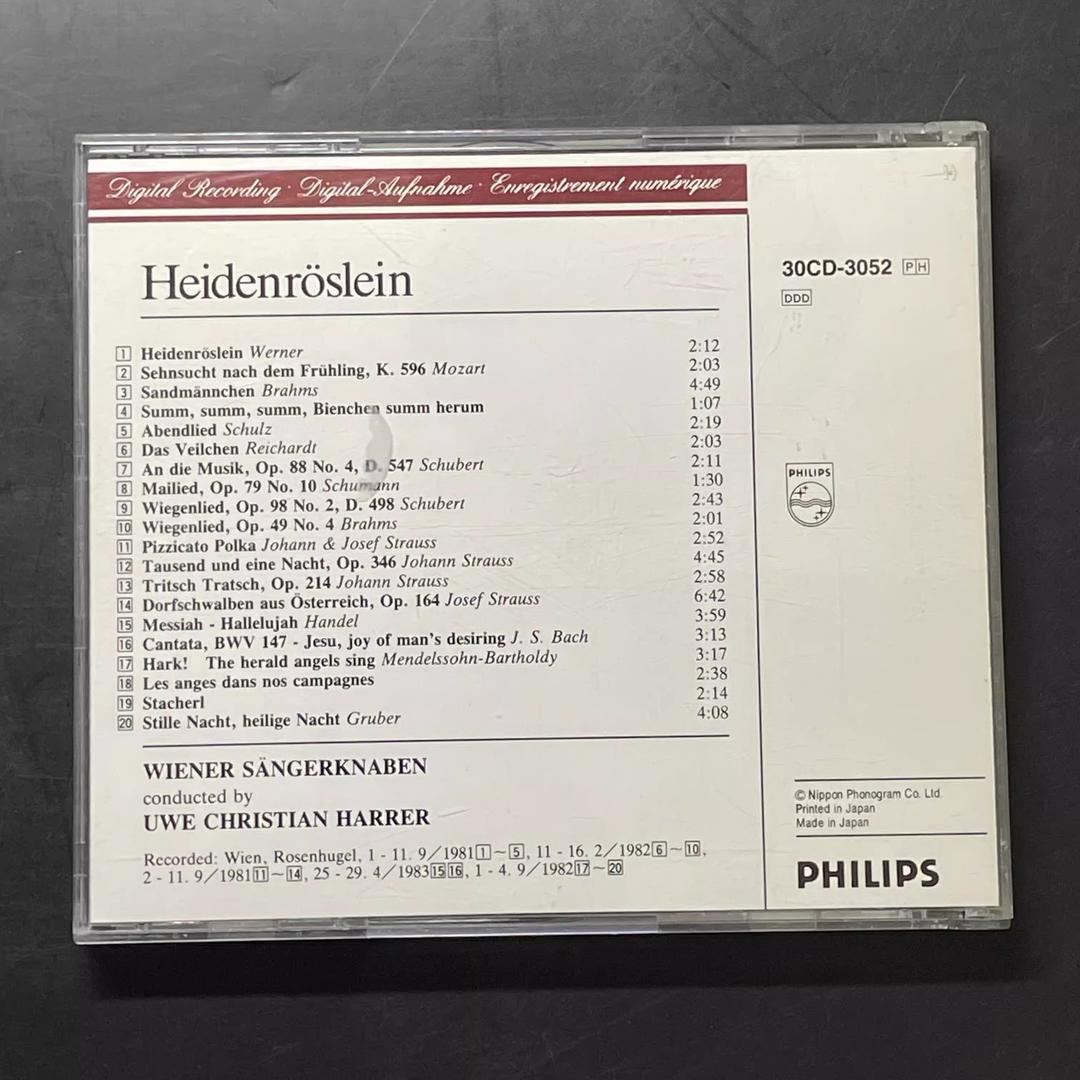 Digital Recording · Digital-Aufnahme · Enregistrement numérique
Heidenröslein
1 Heidenröslein Werner 2:12
2 Sehnsucht nach dem Frühling, K. 596 Mozart 2:03
3 Sandmännchen Brahms 4:49
4 Summ, summ, summ, Bienchen summ herum 1:07
5 Abendlied Schulz 2:19
6 Das Veilchen Reichardt 2:03
7 An die Musik, Op. 88 No. 4, D. 547 Schubert 2:11
8 Mailied, Op. 79 No. 10 Schumann 1:30
9 Wiegenlied, Op. 98 No. 2, D. 498 Schubert 2:43
10 Wiegenlied, Op. 49 No. 4 Brahms 2:01
11 Pizzicato Polka Johann & Josef Strauss 2:52
12 Tausend und eine Nacht, Op. 346 Johann Strauss 4:45
13 Tritsch Tratsch, Op. 214 Johann Strauss 2:58
14 Dorfschwalben aus Österreich, Op. 164 Josef Strauss 6:42
15 Messiah - Hallelujah Handel 3:59
16 Cantata, BWV 147 - Jesu, joy of man's desiring J. S. Bach 3:13
17 Hark! The herald angels sing Mendelssohn-Bartholdy 3:17
18 Les anges dans nos campagnes 2:38
19 Stacherl 2:14
20 Stille Nacht, heilige Nacht Gruber 4:08
WIENER SÄNGERKNABEN
conducted by
UWE CHRISTIAN HARRER
Recorded: Wien, Rosenhugel, 1 - 11. 9/1981 1~5, 11 - 16. 2/1982 6~10,
2 - 11. 9/1981 11~14, 25 - 29. 4/1983 15 16, 1 - 4. 9/1982 17~20
30CD-3052 PH
DDD
PHILIPS
© Nippon Phonogram Co. Ltd.
Printed in Japan
Made in Japan
PHILIPS